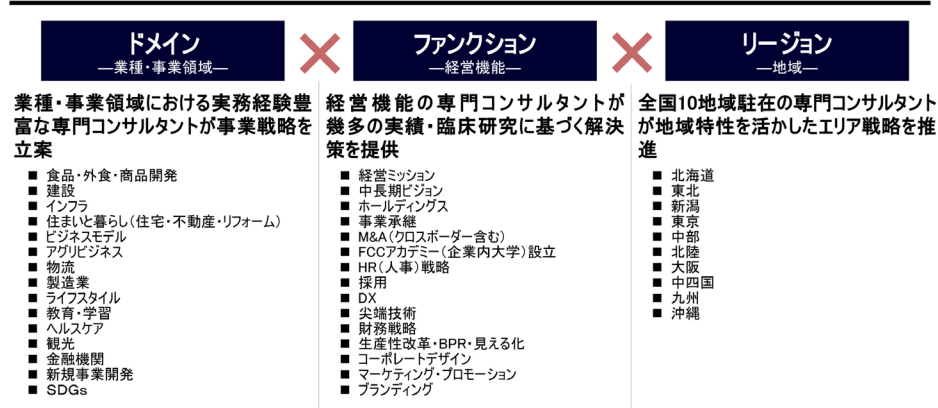 ドメイン
―業種・事業領域―
業種・事業領域における実務経験豊
富な専門コンサルタントが事業戦略を
立案
■ 食品・外食・商品開発
■ 建設
■ インフラ
■ 住まいと暮らし（住宅・不動産・リフォーム）
■ ビジネスモデル
■ アグリビジネス
■ 物流
■ 製造業
■ ライフスタイル
■ 教育・学習
■ ヘルスケア
■ 観光
■ 金融機関
■ 新規事業開発
■ SDGs
×
ファンクション
―経営機能―
経営機能の専門コンサルタントが
幾多の実績・臨床研究に基づく解決
策を提供
■ 経営ミッション
■ 中長期ビジョン
■ ホールディングス
■ 事業承継
■ M&A（クロスボーダー含む）
■ FCCアカデミー（企業内大学）設立
■ HR（人事）戦略
■ 採用
■ DX
■ 尖端技術
■ 財務戦略
■ 生産性改革・BPR・見える化
■ コーポレートデザイン
■ マーケティング・プロモーション
■ ブランディング
×
リージョン
―地域―
全国10地域駐在の専門コンサルタント
が地域特性を活かしたエリア戦略を推
進
■ 北海道
■ 東北
■ 新潟
■ 東京
■ 中部
■ 北陸
■ 大阪
■ 中四国
■ 九州
■ 沖縄